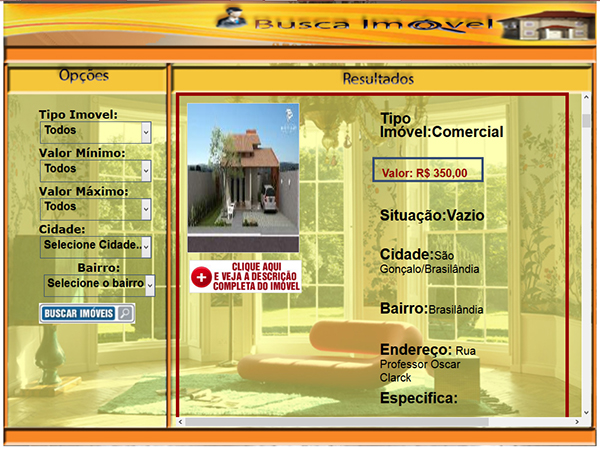 Busca Imóvel
Opções
Resultados
Tipo Imovel:
Todos
Valor Mínimo:
Todos
Valor Máximo:
Todos
Cidade:
Selecione Cidade..
Bairro:
Selecione o bairro
BUSCAR IMÓVEIS
CLIQUE AQUI
E VEJA A DESCRIÇÃO
COMPLETA DO IMÓVEL
Tipo
Imóvel:Comercial
Valor: R$ 350,00
Situação:Vazio
Cidade:São
Gonçalo/Brasilândia
Bairro:Brasilândia
Endereço: Rua
Professor Oscar
Clarck
Especifica: